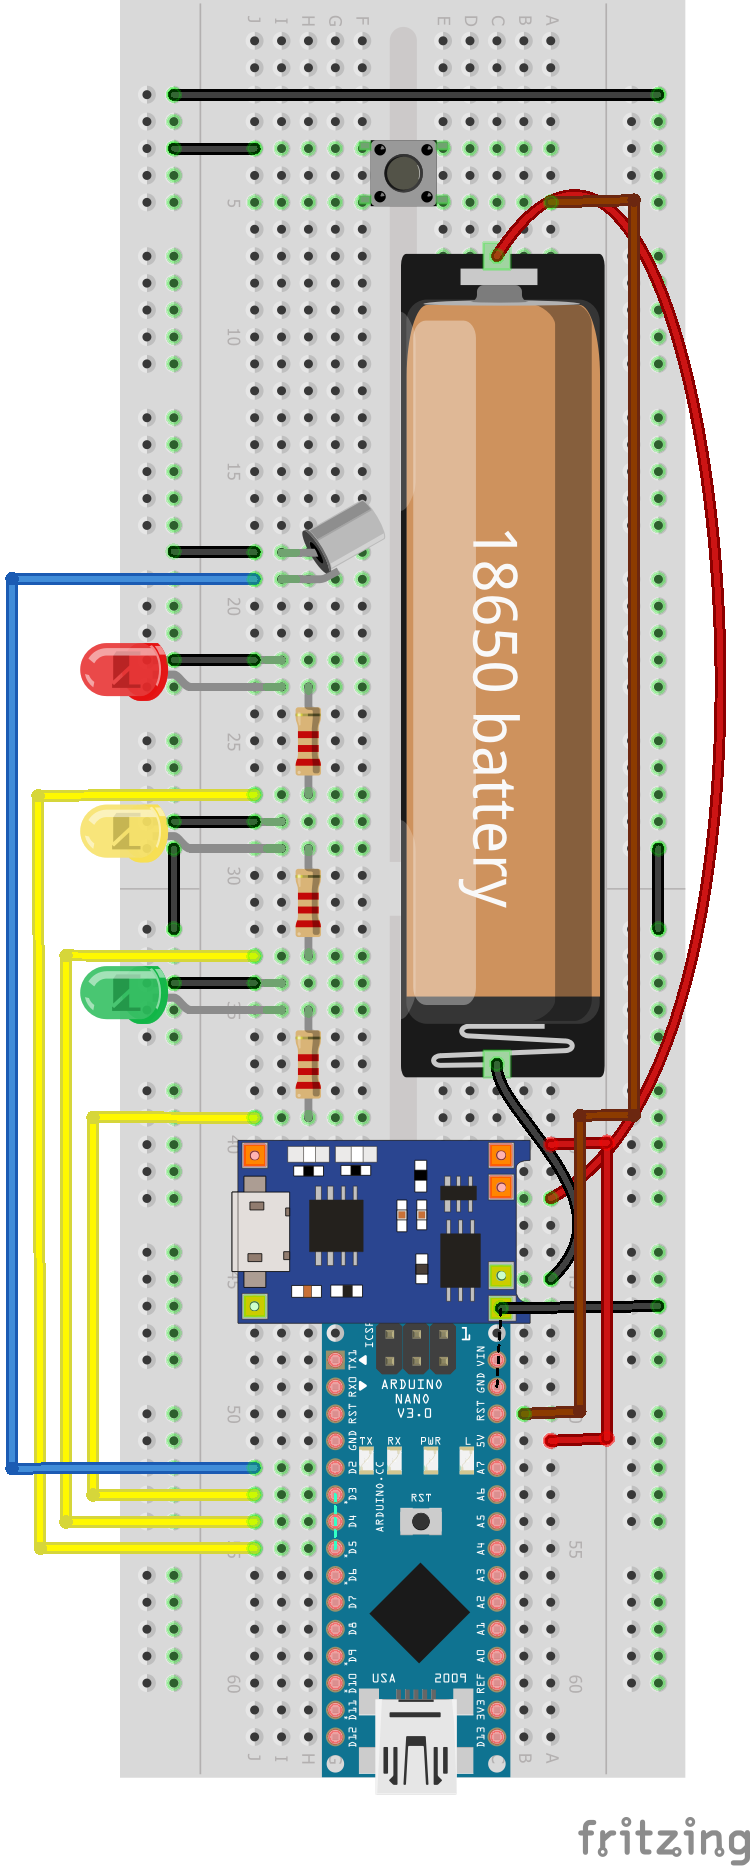 J I H G F E D C B A
5
10
15
18650 battery
20
25
30
35
40
45
ICSP
1
TX1
RX0
RST
GND
D2
D3
D4
D5
D6
D7
D8
D9
D10
D11
D12
VIN
GND
RST
5V
A7
A6
A5
A4
A3
A2
A1
A0
REF
3V3
D13
ARDUINO
NANO
V3.0
TX RX PWR L
ARDUINO.CC
RST
USA 2009
50
55
55
60
60
J I H G C B A
fritzing